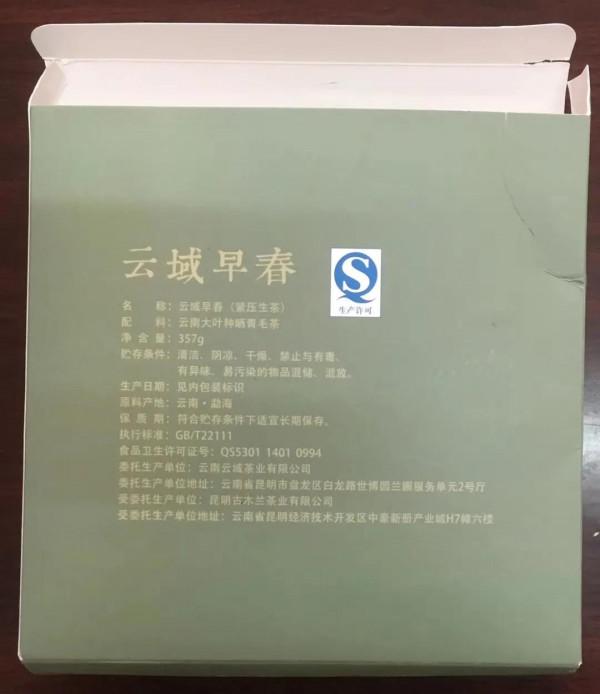 云域早春
生产许可
名　　称：云域早春（紧压生茶）
配　　料：云南大叶种晒青毛茶
净 含 量：357g
贮存条件：清洁、阴凉、干燥、禁止与有毒、
有异味、易污染的物品混储、混放。
生产日期：见内包装标识
原料产地：云南·勐海
保 质 期：符合贮存条件下适宜长期保存。
执行标准：GB/T22111
食品卫生许可证号：QS5301 1401 0994
委托生产单位：云南云域茶业有限公司
委托生产单位地址：云南省昆明市盘龙区白龙路世博园兰圃服务单元2号厅
受委托生产单位：昆明古木兰茶业有限公司
受委托生产单位地址：云南省昆明经济技术开发区中豪新册产业城H7幢六楼